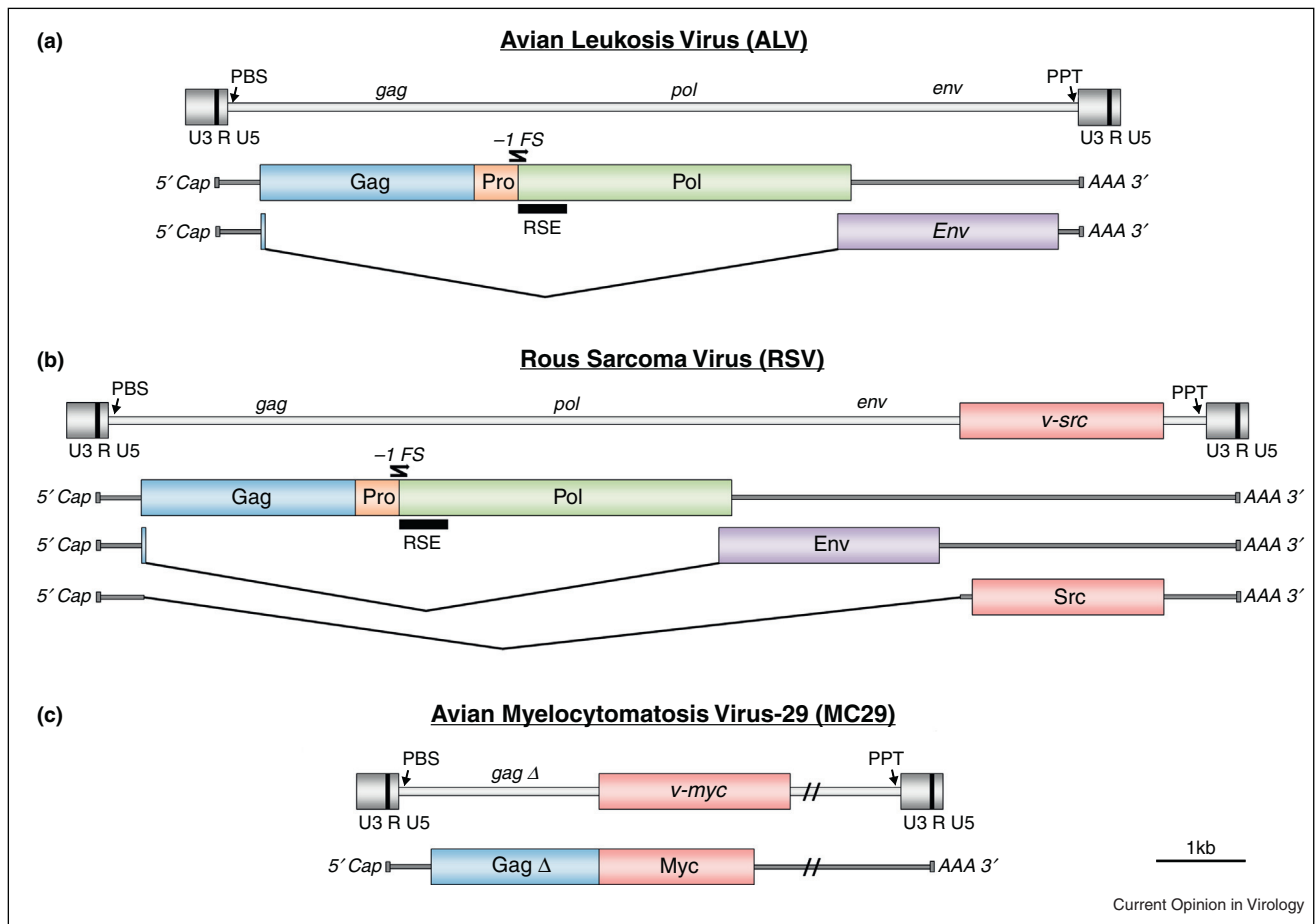 (a)
Avian Leukosis Virus (ALV)
PBS
gag
pol
env
PPT
U3 R U5
U3 R U5
–1 FS
5′ Cap
Gag
Pro
Pol
AAA 3′
RSE
5′ Cap
Env
AAA 3′
(b)
Rous Sarcoma Virus (RSV)
PBS
gag
pol
env
v-src
PPT
U3 R U5
U3 R U5
–1 FS
5′ Cap
Gag
Pro
Pol
AAA 3′
RSE
5′ Cap
Env
AAA 3′
5′ Cap
Src
AAA 3′
(c)
Avian Myelocytomatosis Virus-29 (MC29)
PBS
gag Δ
v-myc
//
PPT
U3 R U5
U3 R U5
5′ Cap
Gag Δ
Myc
//
AAA 3′
1kb
Current Opinion in Virology